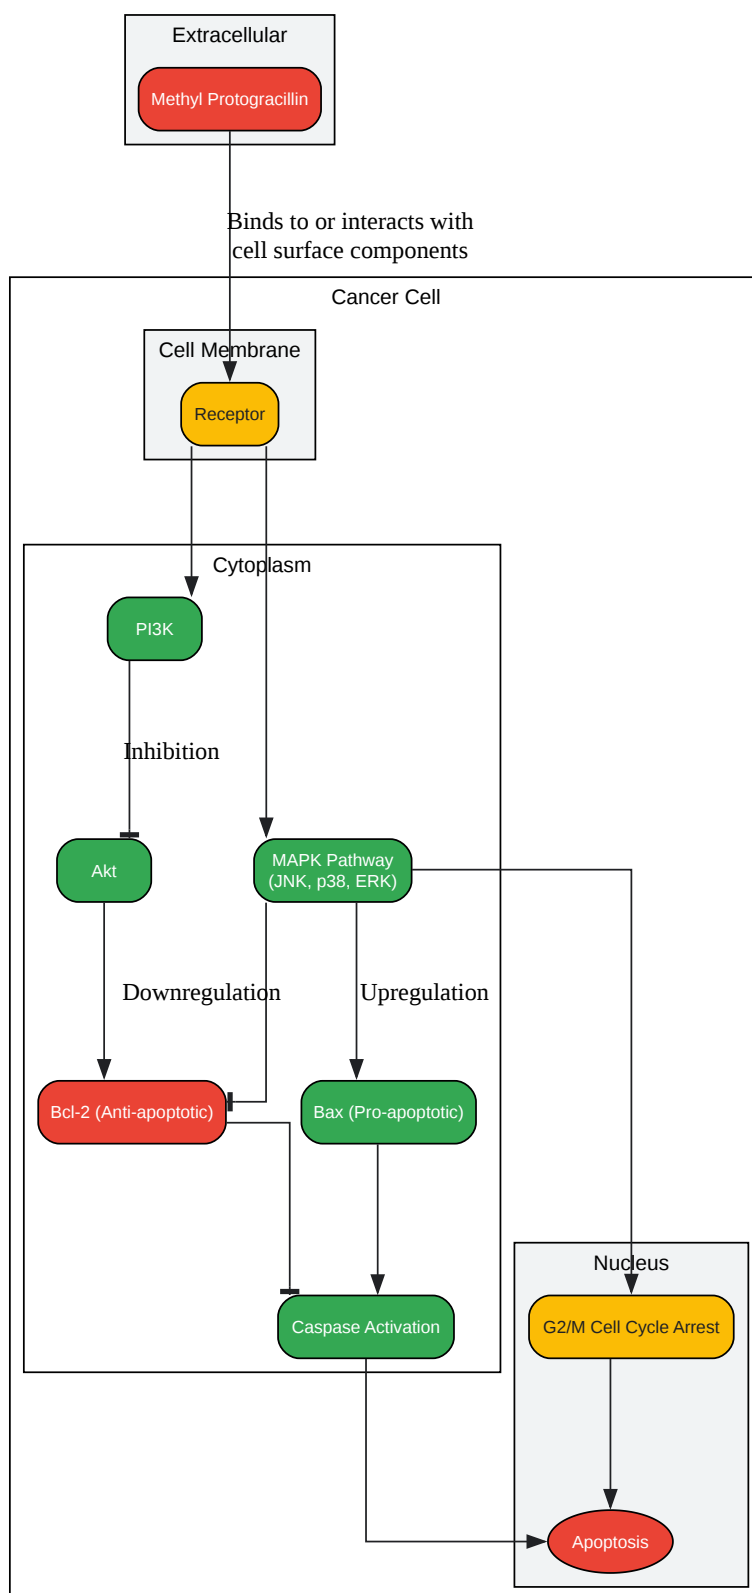 Extracellular
Methyl Protogracillin
Binds to or interacts with
cell surface components
Cancer Cell
Cell Membrane
Receptor
Cytoplasm
PI3K
Inhibition
Akt
MAPK Pathway
(JNK, p38, ERK)
Downregulation
Upregulation
Bcl-2 (Anti-apoptotic)
Bax (Pro-apoptotic)
Nucleus
Caspase Activation
G2/M Cell Cycle Arrest
Apoptosis